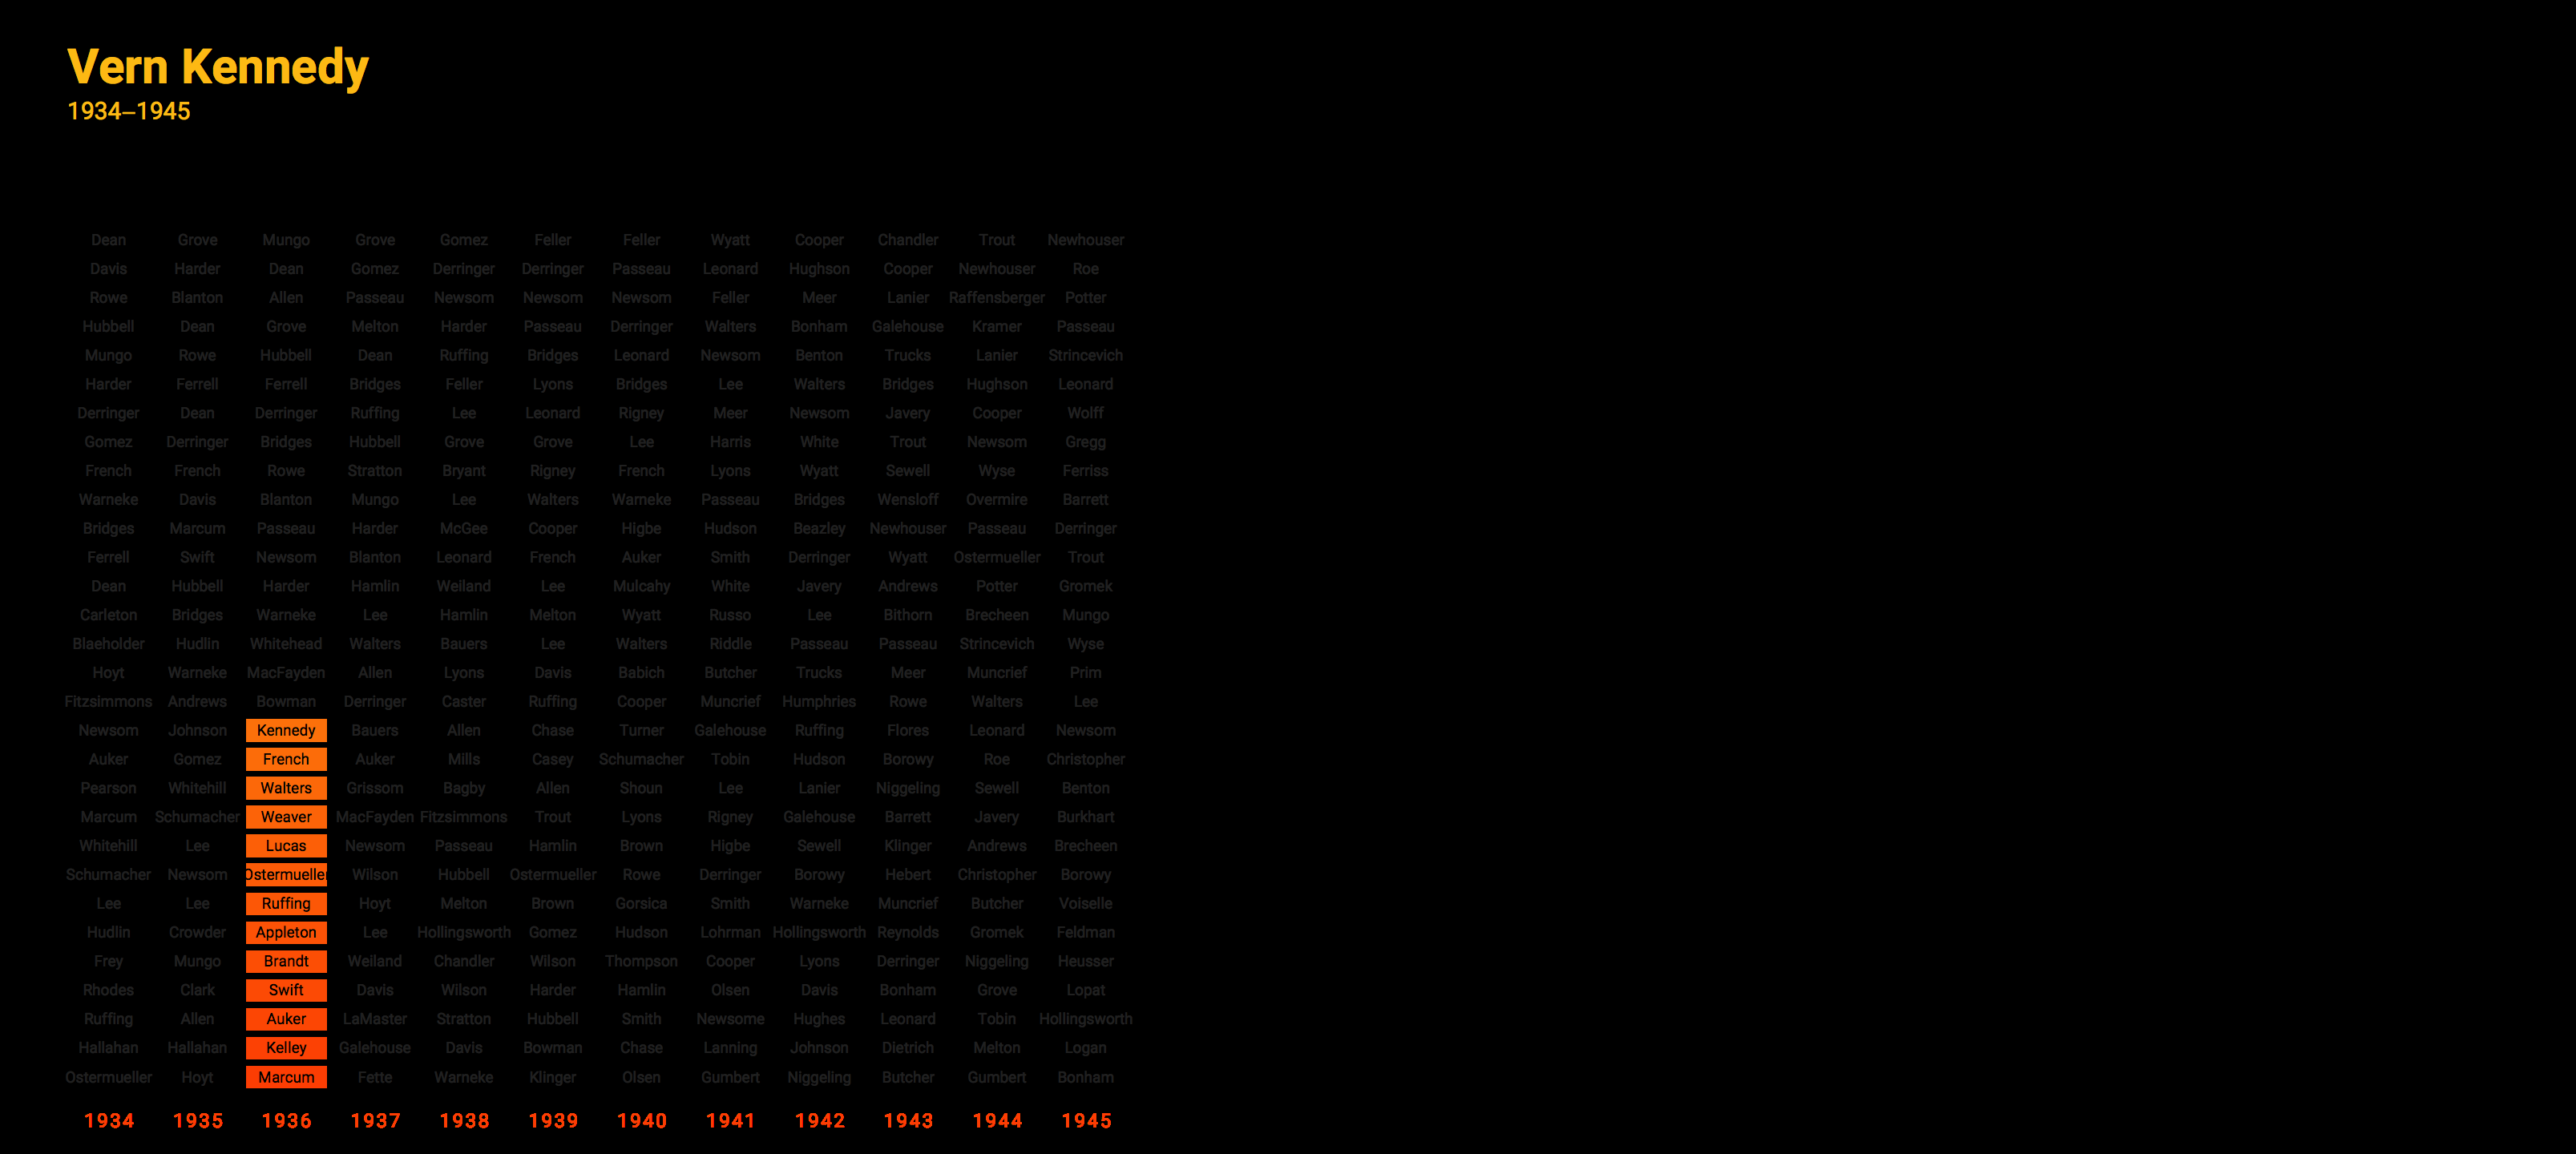 Vern Kennedy
1934–1945
Dean Grove Mungo Grove Gomez Feller Feller Wyatt Cooper Chandler Trout Newhouser
Davis Harder Dean Gomez Derringer Derringer Passeau Leonard Hughson Cooper Newhouser Roe
Rowe Blanton Allen Passeau Newsom Newsom Newsom Feller Meer Lanier Raffensberger Potter
Hubbell Dean Grove Melton Harder Passeau Derringer Walters Bonham Galehouse Kramer Passeau
Mungo Rowe Hubbell Dean Ruffing Bridges Leonard Newsom Benton Trucks Lanier Strincevich
Harder Ferrell Ferrell Bridges Feller Lyons Bridges Lee Walters Bridges Hughson Leonard
Derringer Dean Derringer Ruffing Lee Leonard Rigney Meer Newsom Javery Cooper Wolff
Gomez Derringer Bridges Hubbell Grove Grove Lee Harris White Trout Newsom Gregg
French French Rowe Stratton Bryant Rigney French Lyons Wyatt Sewell Wyse Ferriss
Warneke Davis Blanton Mungo Lee Walters Warneke Passeau Bridges Wensloff Overmire Barrett
Bridges Marcum Passeau Harder McGee Cooper Higbe Hudson Beazley Newhouser Passeau Derringer
Ferrell Swift Newsom Blanton Leonard French Auker Smith Derringer Wyatt Ostermueller Trout
Dean Hubbell Harder Hamlin Weiland Lee Mulcahy White Javery Andrews Potter Gromek
Carleton Bridges Warneke Lee Hamlin Melton Wyatt Russo Lee Bithorn Brecheen Mungo
Blaeholder Hudlin Whitehead Walters Bauers Lee Walters Riddle Passeau Passeau Strincevich Wyse
Hoyt Warneke MacFayden Allen Lyons Davis Babich Butcher Trucks Meer Muncrief Prim
Fitzsimmons Andrews Bowman Derringer Caster Ruffing Cooper Muncrief Humphries Rowe Walters Lee
Newsom Johnson Kennedy Bauers Allen Chase Turner Galehouse Ruffing Flores Leonard Newsom
Auker Gomez French Auker Mills Casey Schumacher Tobin Hudson Borowy Roe Christopher
Pearson Whitehill Walters Grissom Bagby Allen Shoun Lee Lanier Niggeling Sewell Benton
Marcum Schumacher Weaver MacFayden Fitzsimmons Trout Lyons Rigney Galehouse Barrett Javery Burkhart
Whitehill Lee Lucas Newsom Passeau Hamlin Brown Higbe Sewell Klinger Andrews Brecheen
Schumacher Newsom Ostermueller Wilson Hubbell Ostermueller Rowe Derringer Borowy Hebert Christopher Borowy
Lee Lee Ruffing Hoyt Melton Brown Gorsica Smith Warneke Muncrief Butcher Voiselle
Hudlin Crowder Appleton Lee Hollingsworth Gomez Hudson Lohrman Hollingsworth Reynolds Gromek Feldman
Frey Mungo Brandt Weiland Chandler Wilson Thompson Cooper Lyons Derringer Niggeling Heusser
Rhodes Clark Swift Davis Wilson Harder Hamlin Olsen Davis Bonham Grove Lopat
Ruffing Allen Auker LaMaster Stratton Hubbell Smith Newsome Hughes Leonard Tobin Hollingsworth
Hallahan Hallahan Kelley Galehouse Davis Bowman Chase Lanning Johnson Dietrich Melton Logan
Ostermueller Hoyt Marcum Fette Warneke Klinger Olsen Gumbert Niggeling Butcher Gumbert Bonham
1934 1935 1936 1937 1938 1939 1940 1941 1942 1943 1944 1945